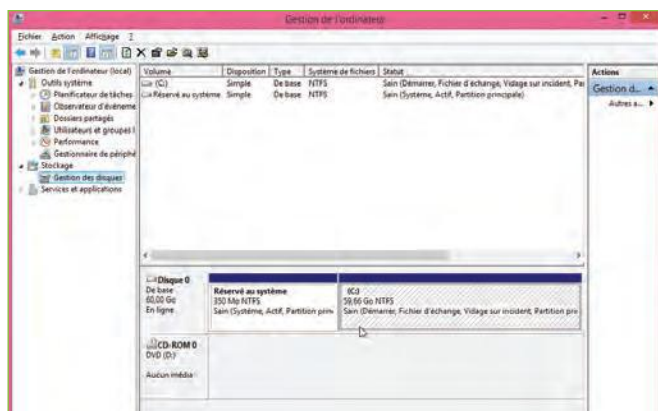 Gestion de l'ordinateur
Fichier Action Affichage ?
Gestion de l'ordinateur (local)
Outils système
Planificateur de tâches
Observateur d'événeme
Dossiers partagés
Utilisateurs et groupes l
Performance
Gestionnaire de périphé
Stockage
Gestion des disques
Services et applications
Volume Disposition Type Système de fichiers Statut
(C:) Simple De base NTFS Sain (Démarrer, Fichier d'échange, Vidage sur incident, Par
Réservé au système Simple De base NTFS Sain (Système, Actif, Partition principale)
Actions
Gestion d...
Autres a...
Disque 0
De base
60,00 Go
En ligne
Réservé au système
350 Mo NTFS
Sain (Système, Actif, Partition prin
(C:)
59,66 Go NTFS
Sain (Démarrer, Fichier d'échange, Vidage sur incident, Partition pri
CD-ROM 0
DVD (D:)
Aucun média